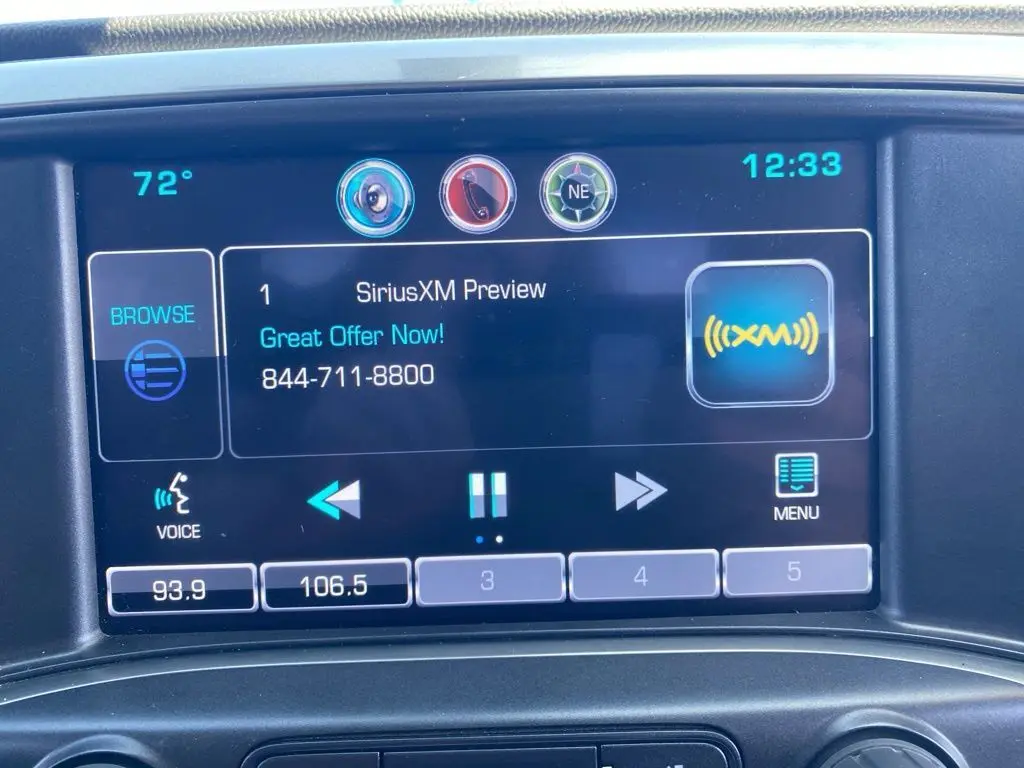 72°
NE
12:33
BROWSE
1 SiriusXM Preview
Great Offer Now!
844-711-8800
((XM))
VOICE
MENU
93.9
106.5
3
4
5